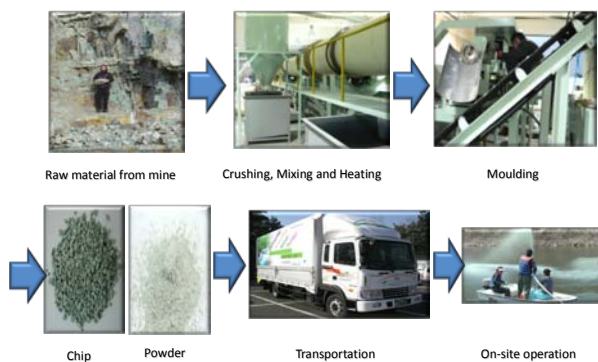 Raw material from mine
Crushing, Mixing and Heating
Moulding
Chip
Powder
Transportation
On-site operation